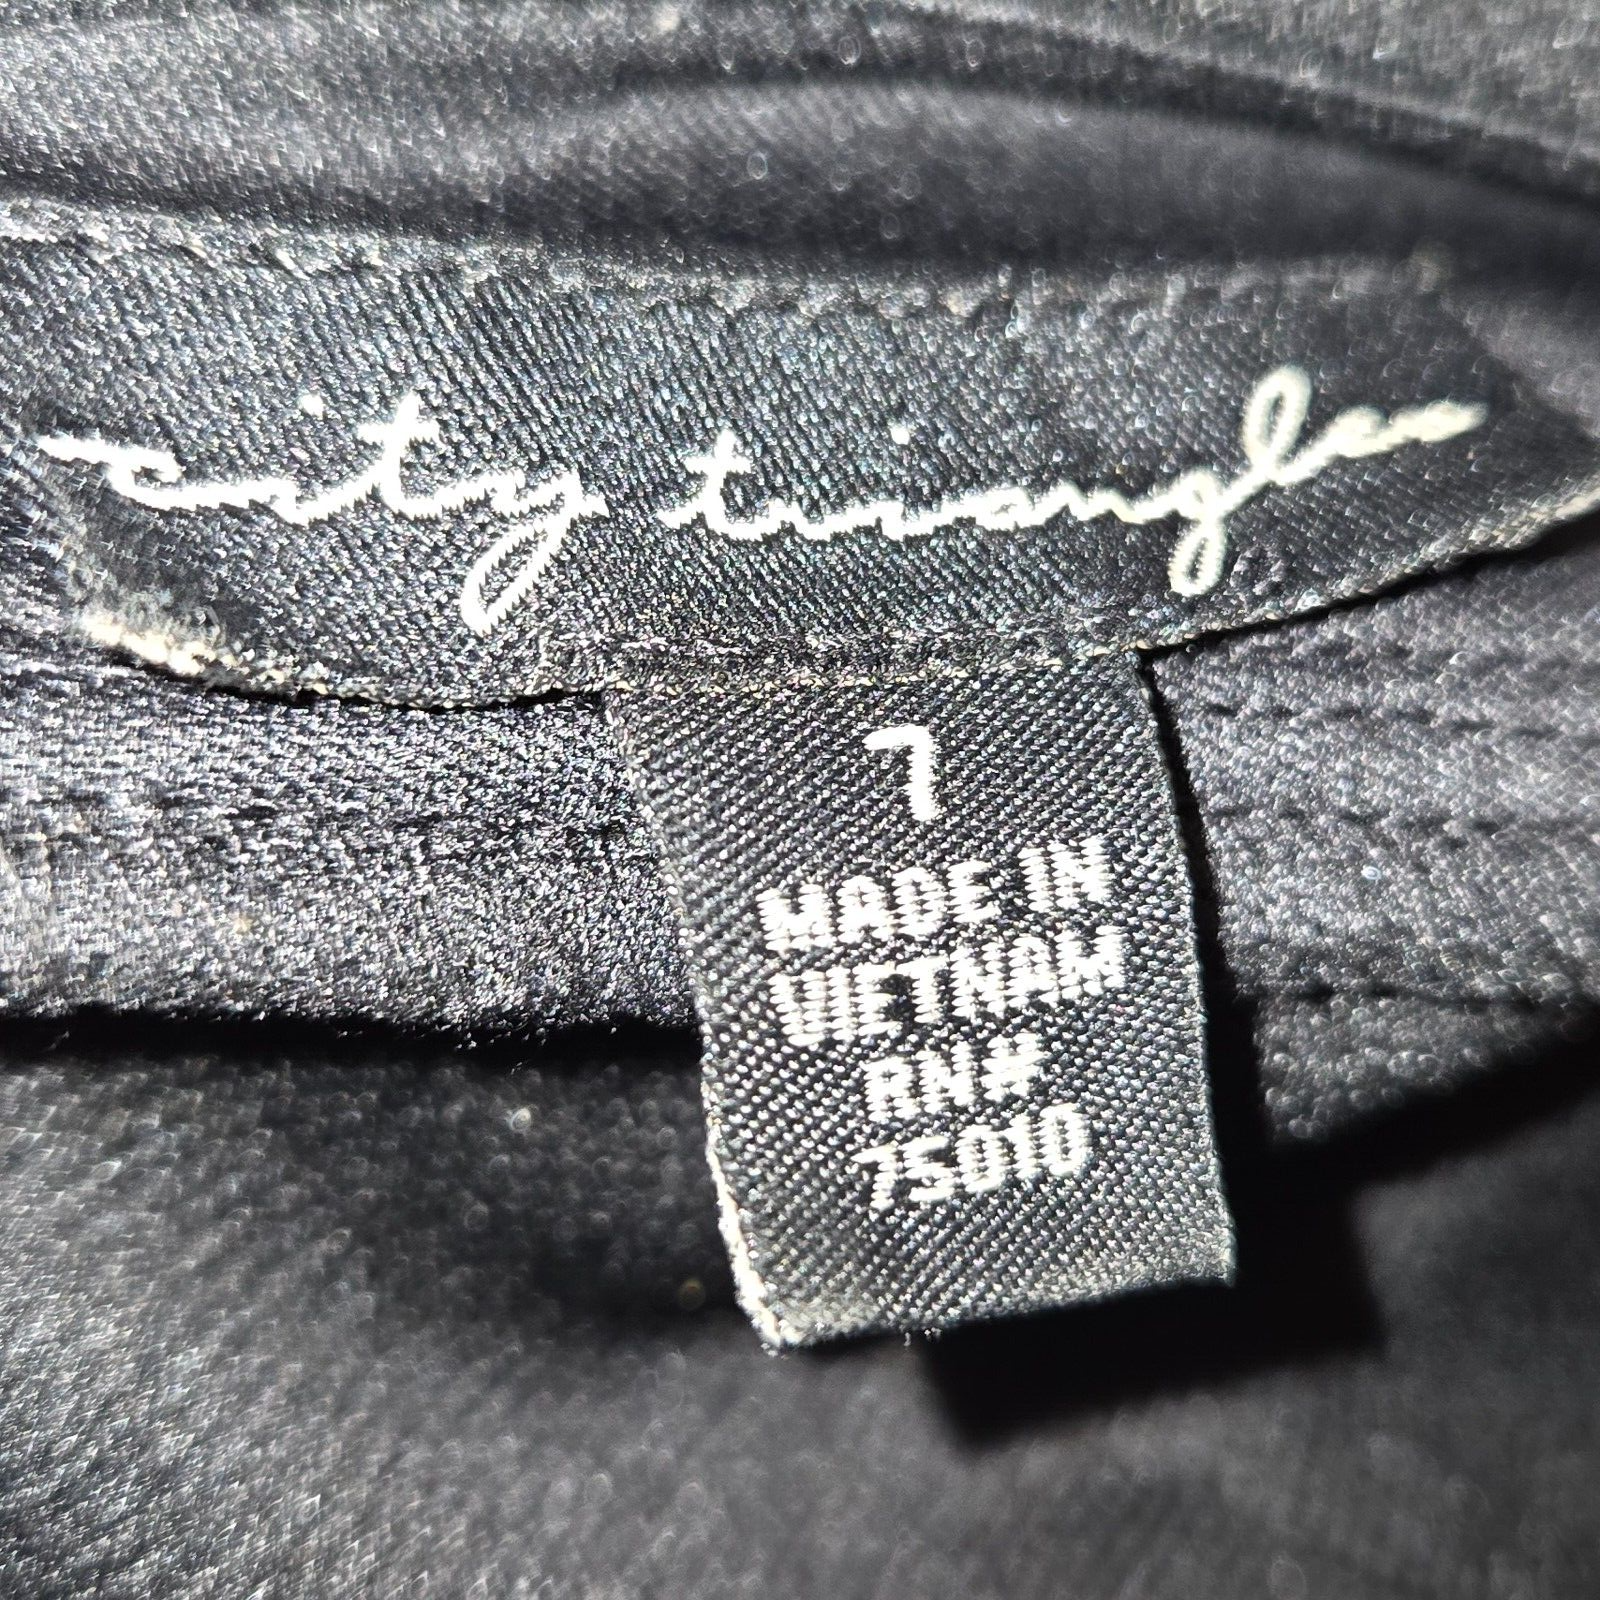 city triangles
7
MADE IN
VIETNAM
RN#
75010